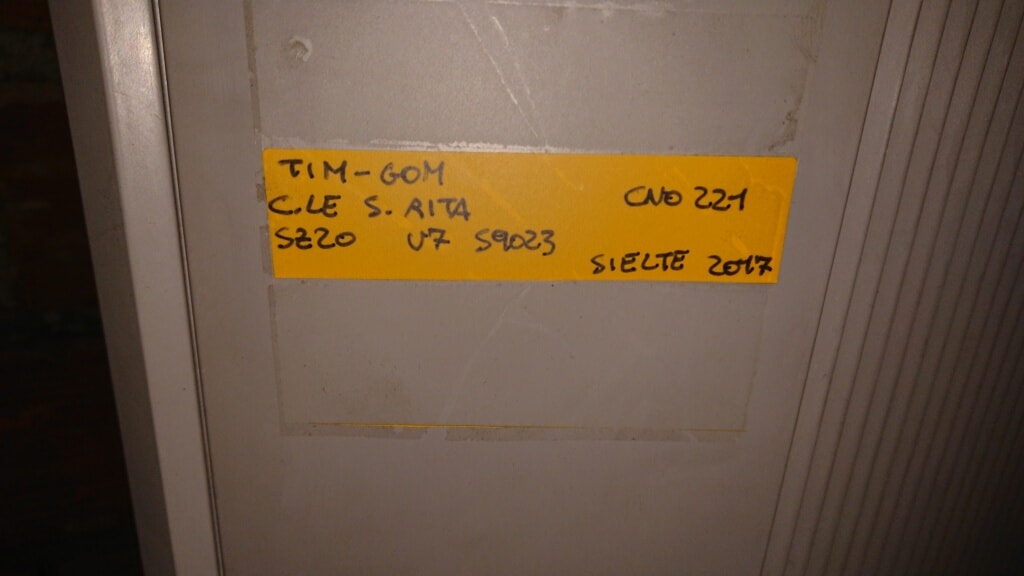 TIM-GOM
C.LE S. RITA
CNO 221
SZ20 U7 S9023
SIELTE 2017